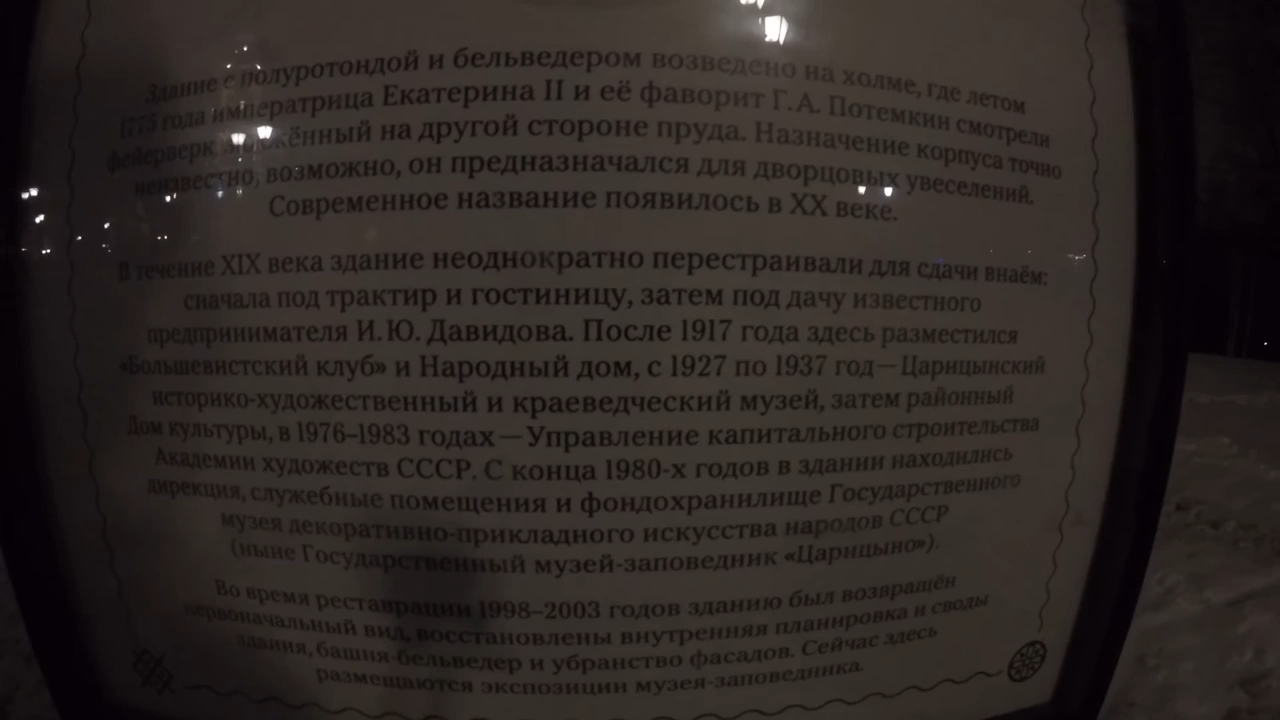 Здание с полуротондой и бельведером возведено на холме, где летом
1775 года императрица Екатерина II и её фаворит Г.А. Потемкин смотрели
фейерверк, зажжённый на другой стороне пруда. Назначение корпуса точно
неизвестно, возможно, он предназначался для дворцовых увеселений.
Современное название появилось в XX веке.
В течение XIX века здание неоднократно перестраивали для сдачи внаём:
сначала под трактир и гостиницу, затем под дачу известного
предпринимателя И.Ю. Давидова. После 1917 года здесь разместился
«Большевистский клуб» и Народный дом, с 1927 по 1937 год — Царицынский
историко-художественный и краеведческий музей, затем районный
Дом культуры, в 1976–1983 годах — Управление капитального строительства
Академии художеств СССР. С конца 1980-х годов в здании находились
дирекция, служебные помещения и фондохранилище Государственного
музея декоративно-прикладного искусства народов СССР
(ныне Государственный музей-заповедник «Царицыно»).
Во время реставрации 1998–2003 годов зданию был возвращён
первоначальный вид, восстановлены внутренняя планировка и своды
здания, башня-бельведер и убранство фасадов. Сейчас здесь
размещаются экспозиции музея-заповедника.